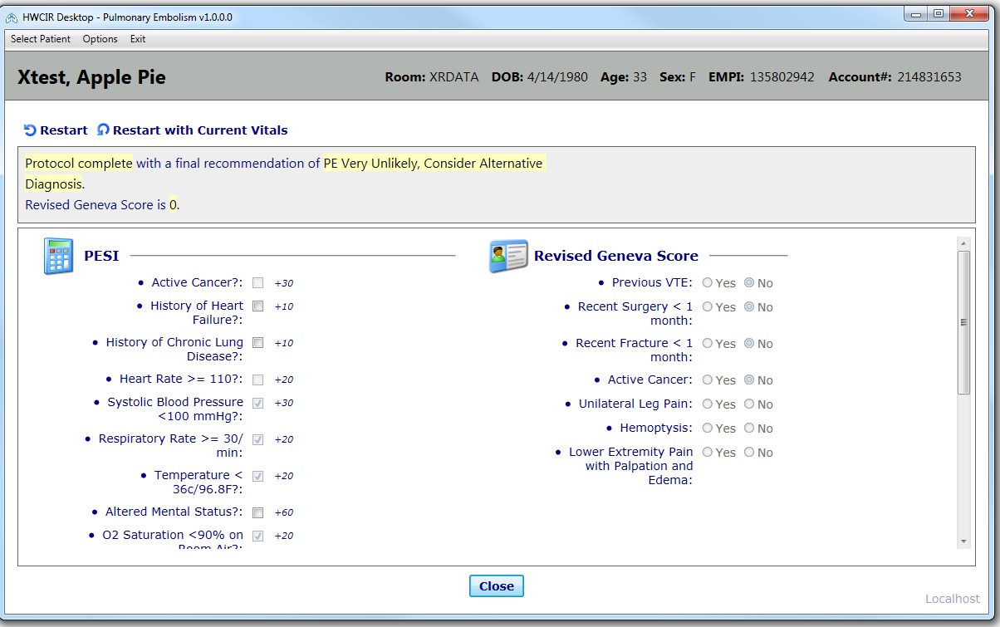 HWCIR Desktop - Pulmonary Embolism v1.0.0.0
Select Patient Options Exit
Xtest, Apple Pie Room: XRDATA DOB: 4/14/1980 Age: 33 Sex: F EMPI: 135802942 Account#: 214831653
Restart Restart with Current Vitals
Protocol complete with a final recommendation of PE Very Unlikely, Consider Alternative
Diagnosis.
Revised Geneva Score is 0.
PESI
• Active Cancer?: +30
• History of Heart +10
Failure?:
• History of Chronic Lung +10
Disease?:
• Heart Rate >= 110?: +20
• Systolic Blood Pressure +30
<100 mmHg?:
• Respiratory Rate >= 30/ +20
min:
• Temperature < +20
36c/96.8F?:
• Altered Mental Status?: +60
• O2 Saturation <90% on +20
Room Air?:
Revised Geneva Score
• Previous VTE: Yes No
• Recent Surgery < 1 Yes No
month:
• Recent Fracture < 1 Yes No
month:
• Active Cancer: Yes No
• Unilateral Leg Pain: Yes No
• Hemoptysis: Yes No
• Lower Extremity Pain Yes No
with Palpation and
Edema:
Close
Localhost